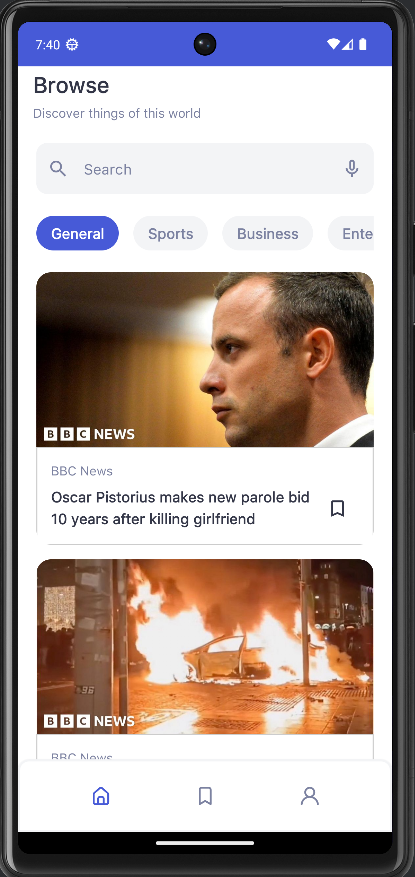 7:40
Browse
Discover things of this world
Search
General Sports Business Ente
BBC NEWS
BBC News
Oscar Pistorius makes new parole bid
10 years after killing girlfriend
BBC NEWS
BBC News